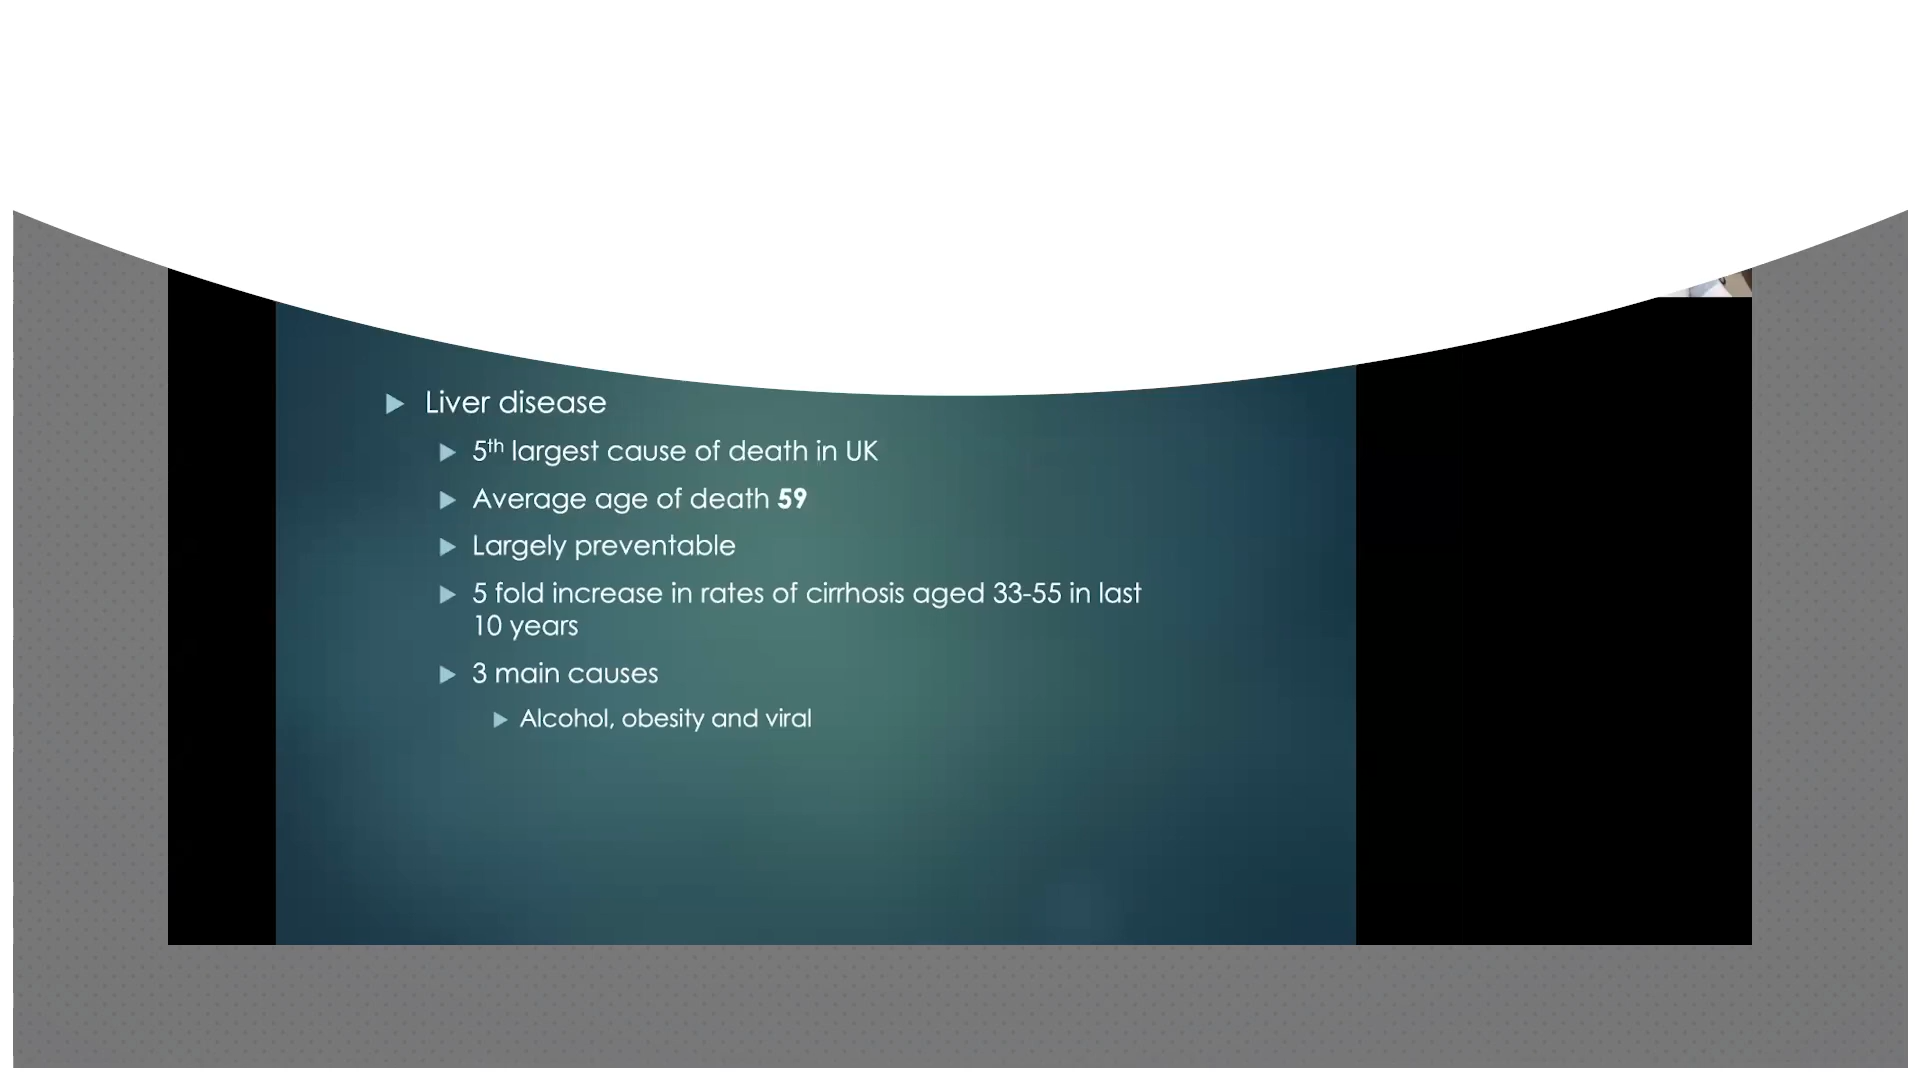 Liver disease
5th largest cause of death in UK
Average age of death 59
Largely preventable
5 fold increase in rates of cirrhosis aged 33-55 in last
10 years
3 main causes
Alcohol, obesity and viral